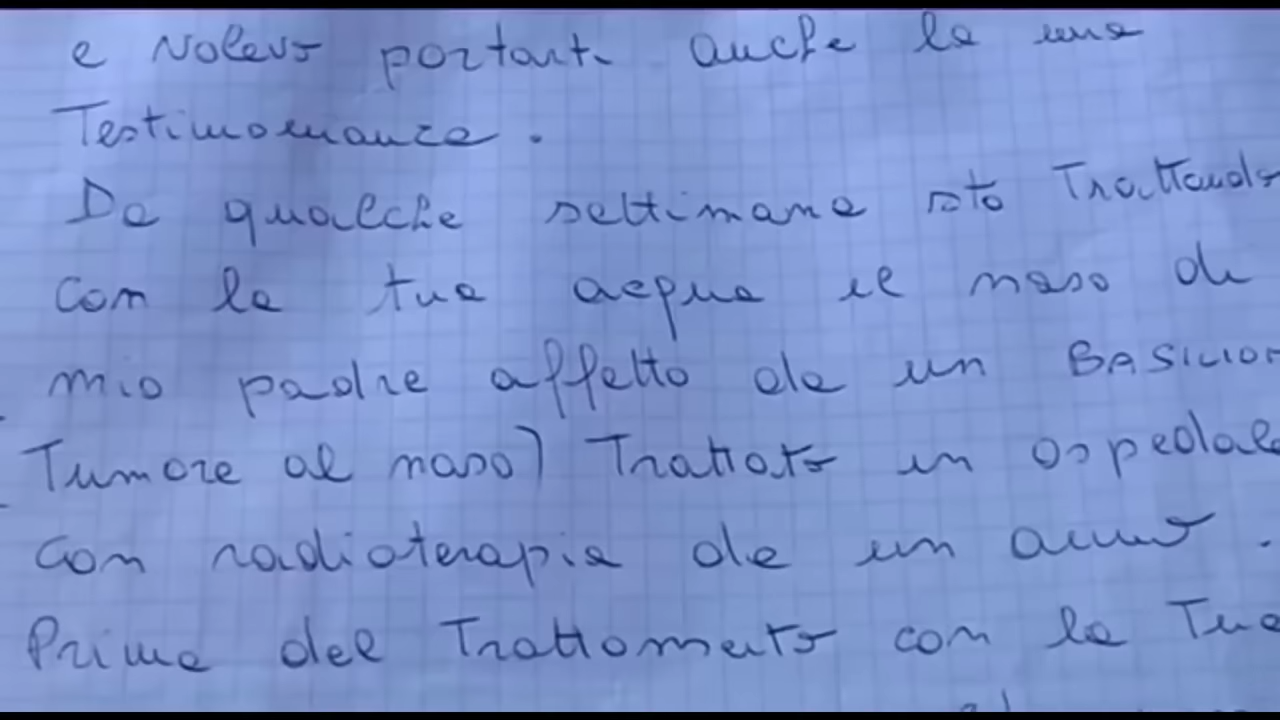 e volevo portarti anche la mia
Testimonianza.
Da qualche settimana sto Trattando
con la tua acqua il naso di
mio padre affetto da un BASILIOM
Tumore al naso) Trattato in ospedale
con radioterapia da un anno.
Prima del Trattamento con la Tua